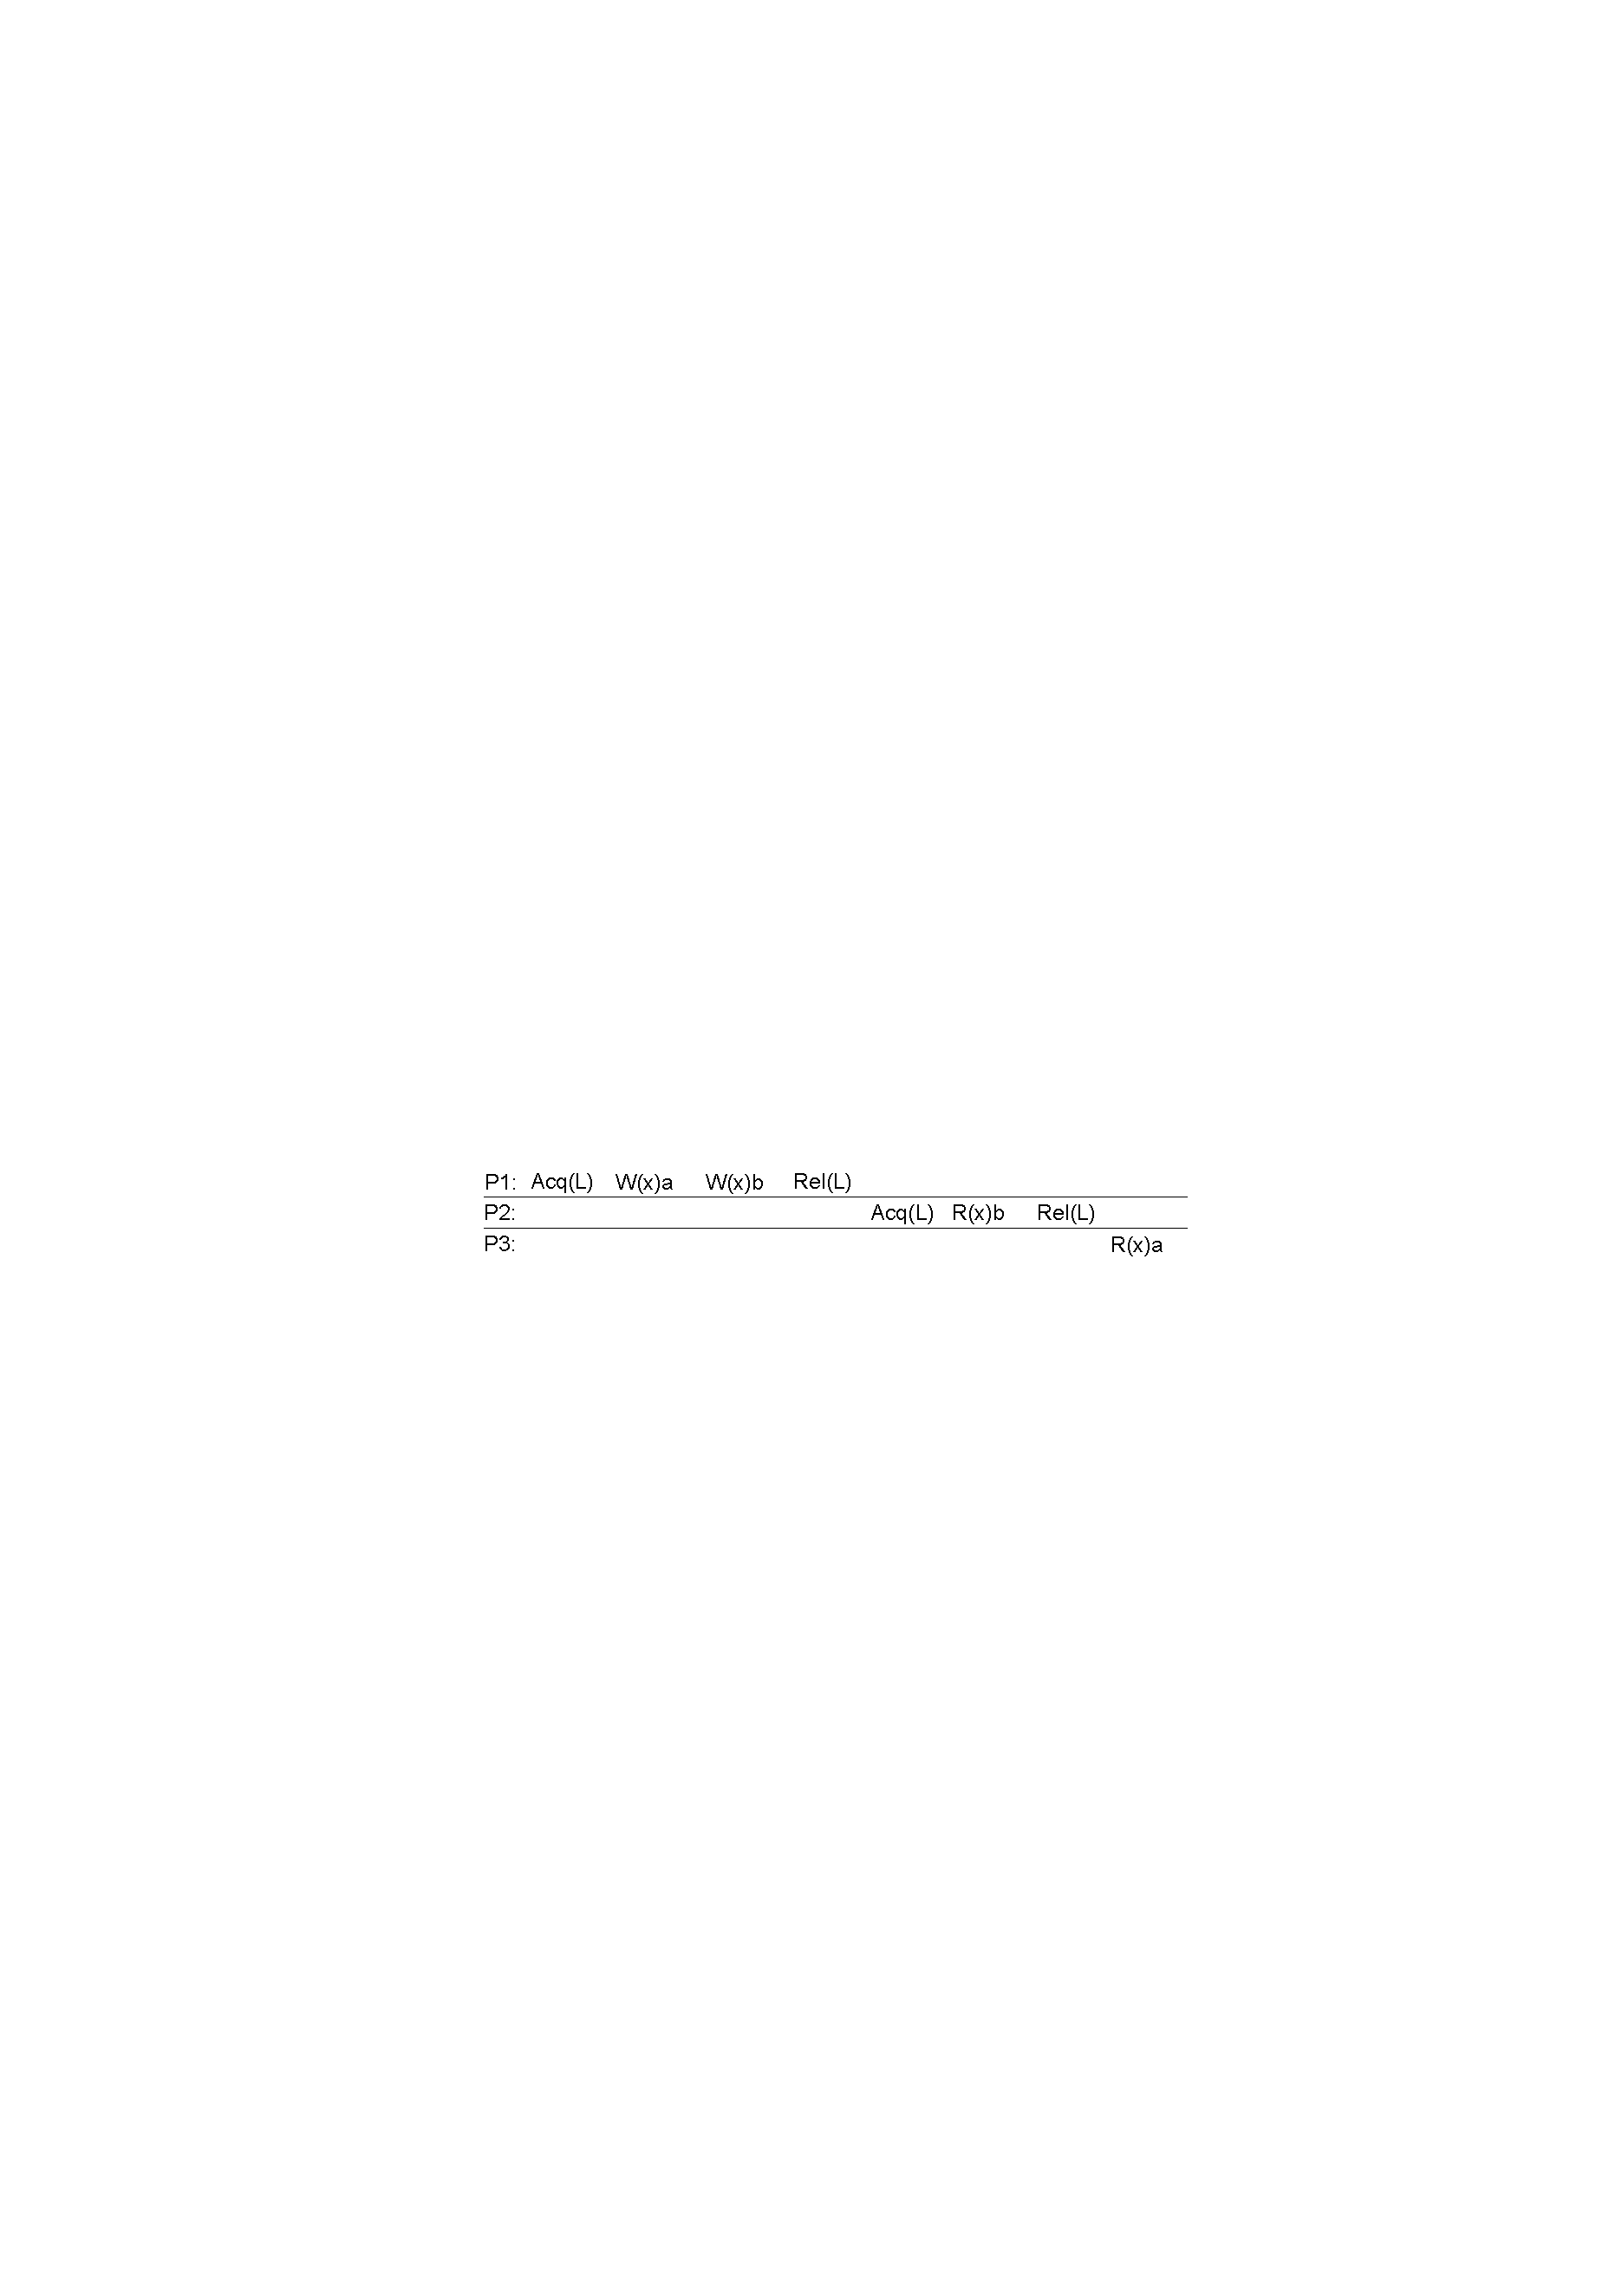 P1: Acq(L) W(x)a W(x)b Rel(L)
P2: Acq(L) R(x)b Rel(L)
P3: R(x)a